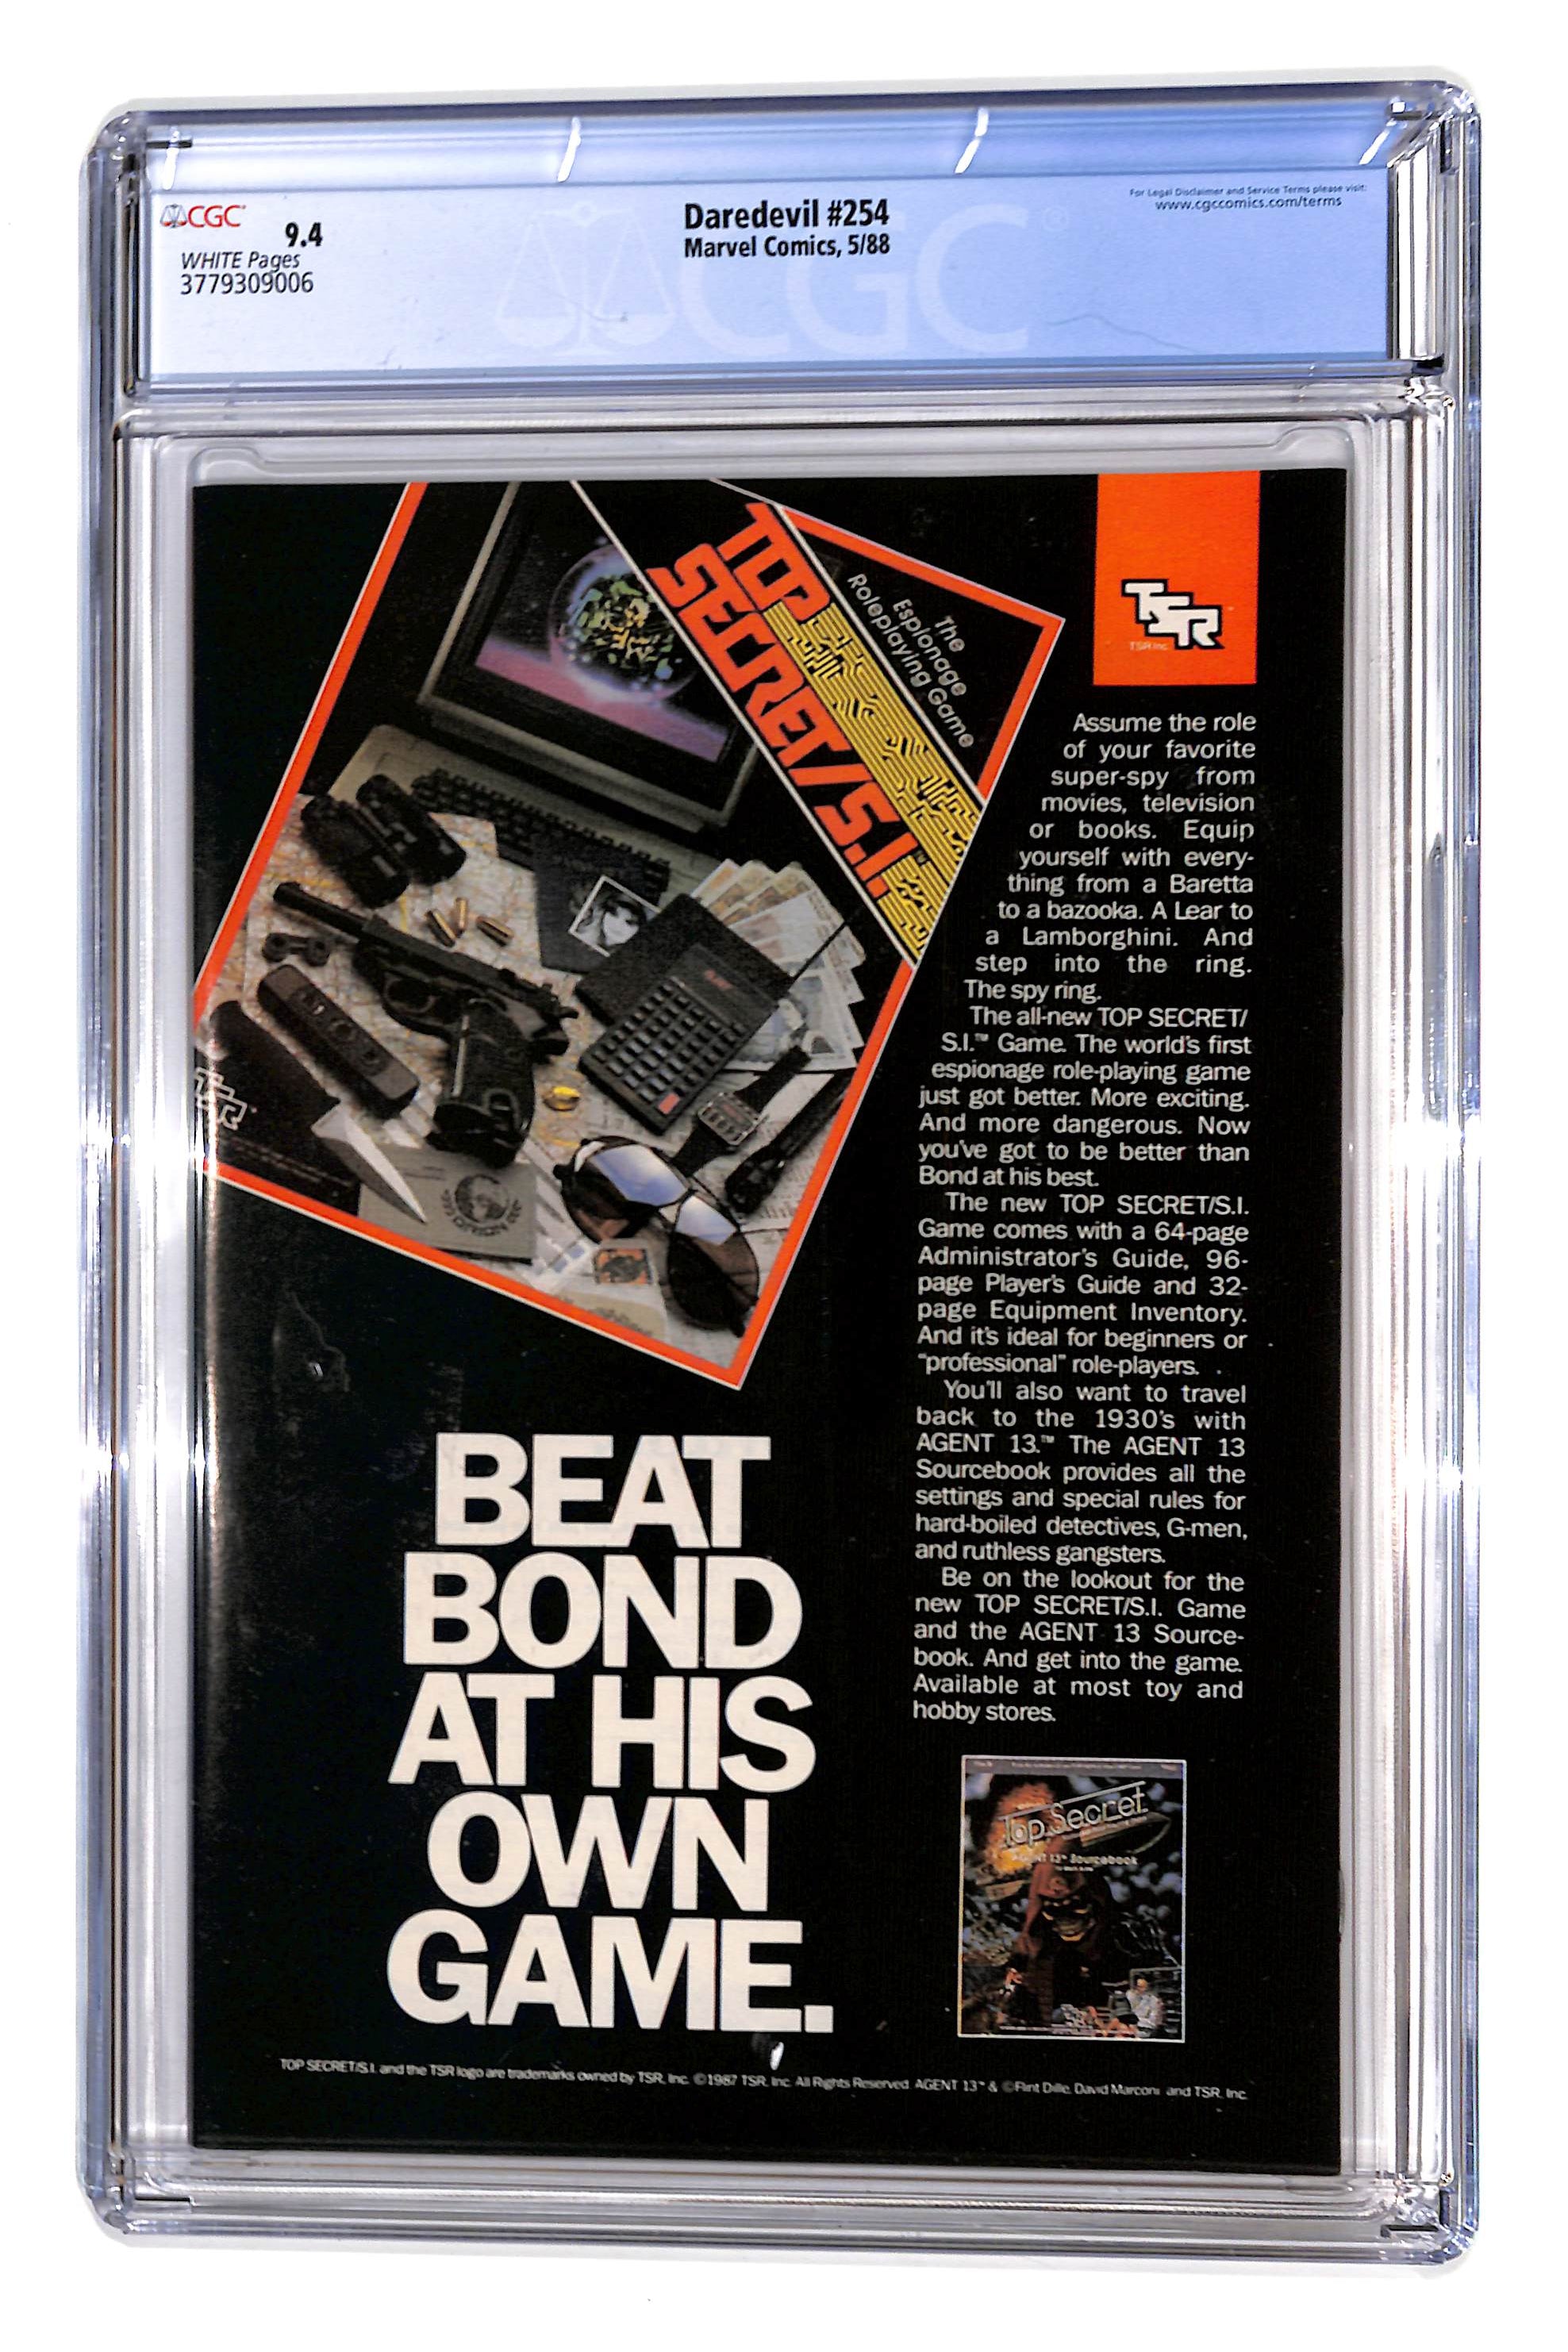 CGC
9.4
WHITE Pages
3779309006
Daredevil #254
Marvel Comics, 5/88
For Legal Disclaimer and Service Terms please visit:
www.cgccomics.com/terms
CGC
TOP
SECRET/S.I.™
The
Espionage
Roleplaying Game
TSR™
TSR, Inc.
TSR™
Assume the role
of your favorite
super-spy from
movies, television
or books. Equip
yourself with every-
thing from a Baretta
to a bazooka. A Lear to
a Lamborghini. And
step into the ring.
The spy ring.
The all-new TOP SECRET/
S.I.™ Game. The world's first
espionage role-playing game
just got better. More exciting.
And more dangerous. Now
you've got to be better than
Bond at his best.
The new TOP SECRET/S.I.
Game comes with a 64-page
Administrator's Guide, 96-
page Player's Guide and 32-
page Equipment Inventory.
And it's ideal for beginners or
"professional" role-players.
You'll also want to travel
back to the 1930's with
AGENT 13.™ The AGENT 13
Sourcebook provides all the
settings and special rules for
hard-boiled detectives, G-men,
and ruthless gangsters.
Be on the lookout for the
new TOP SECRET/S.I. Game
and the AGENT 13 Source-
book. And get into the game.
Available at most toy and
hobby stores.
BEAT
BOND
AT HIS
OWN
GAME.
Top Secret
AGENT 13™ Sourcebook
TOP SECRET/S.I. and the TSR logo are trademarks owned by TSR, Inc. ©1987 TSR, Inc. All Rights Reserved. AGENT 13™ & ©Flint Dille, David Marconi and TSR, Inc.